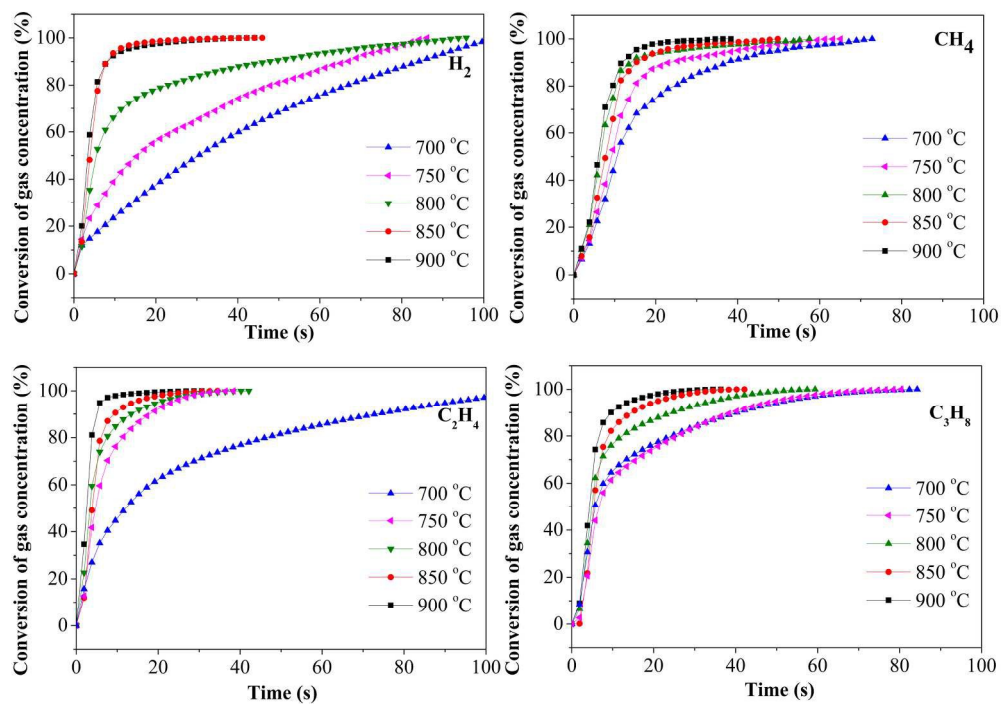 Conversion of gas concentration (%)
100
80
60
40
20
0
H₂
700 °C
750 °C
800 °C
850 °C
900 °C
0 20 40 60 80 100
Time (s)
Conversion of gas concentration (%)
100
80
60
40
20
0
CH₄
700 °C
750 °C
800 °C
850 °C
900 °C
0 20 40 60 80 100
Time (s)
Conversion of gas concentration (%)
100
80
60
40
20
0
C₂H₄
700 °C
750 °C
800 °C
850 °C
900 °C
0 20 40 60 80 100
Time (s)
Conversion of gas concentration (%)
100
80
60
40
20
0
C₃H₈
700 °C
750 °C
800 °C
850 °C
900 °C
0 20 40 60 80 100
Time (s)